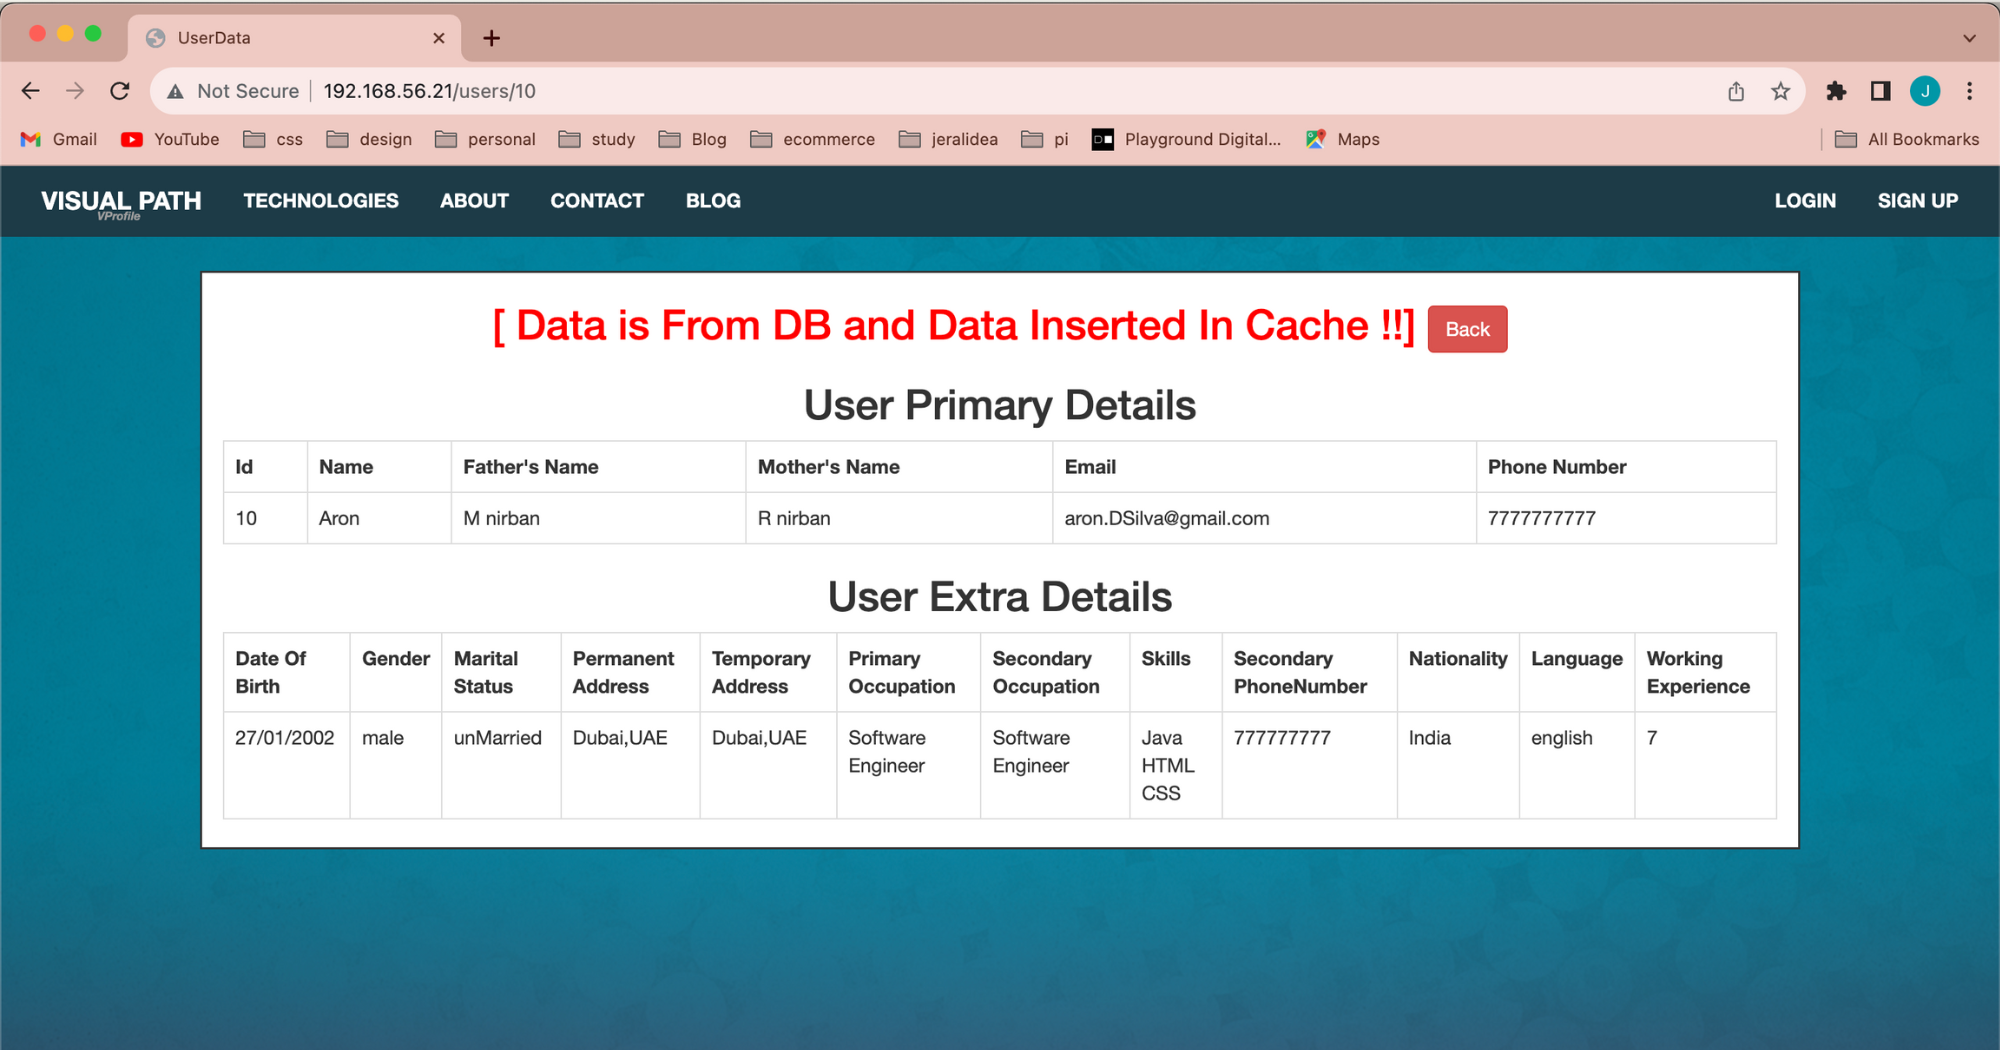 UserData
Not Secure 192.168.56.21/users/10
J
Gmail YouTube css design personal study Blog ecommerce jeralidea pi Playground Digital... Maps All Bookmarks
VISUAL PATH TECHNOLOGIES ABOUT CONTACT BLOG LOGIN SIGN UP
VProfile
[ Data is From DB and Data Inserted In Cache !!] Back
User Primary Details
Id Name Father's Name Mother's Name Email Phone Number
10 Aron M nirban R nirban aron.DSilva@gmail.com 7777777777
User Extra Details
Date Of Gender Marital Permanent Temporary Primary Secondary Skills Secondary Nationality Language Working
Birth Status Address Address Occupation Occupation PhoneNumber Experience
27/01/2002 male unMarried Dubai,UAE Dubai,UAE Software Software Java 777777777 India english 7
Engineer Engineer HTML
CSS